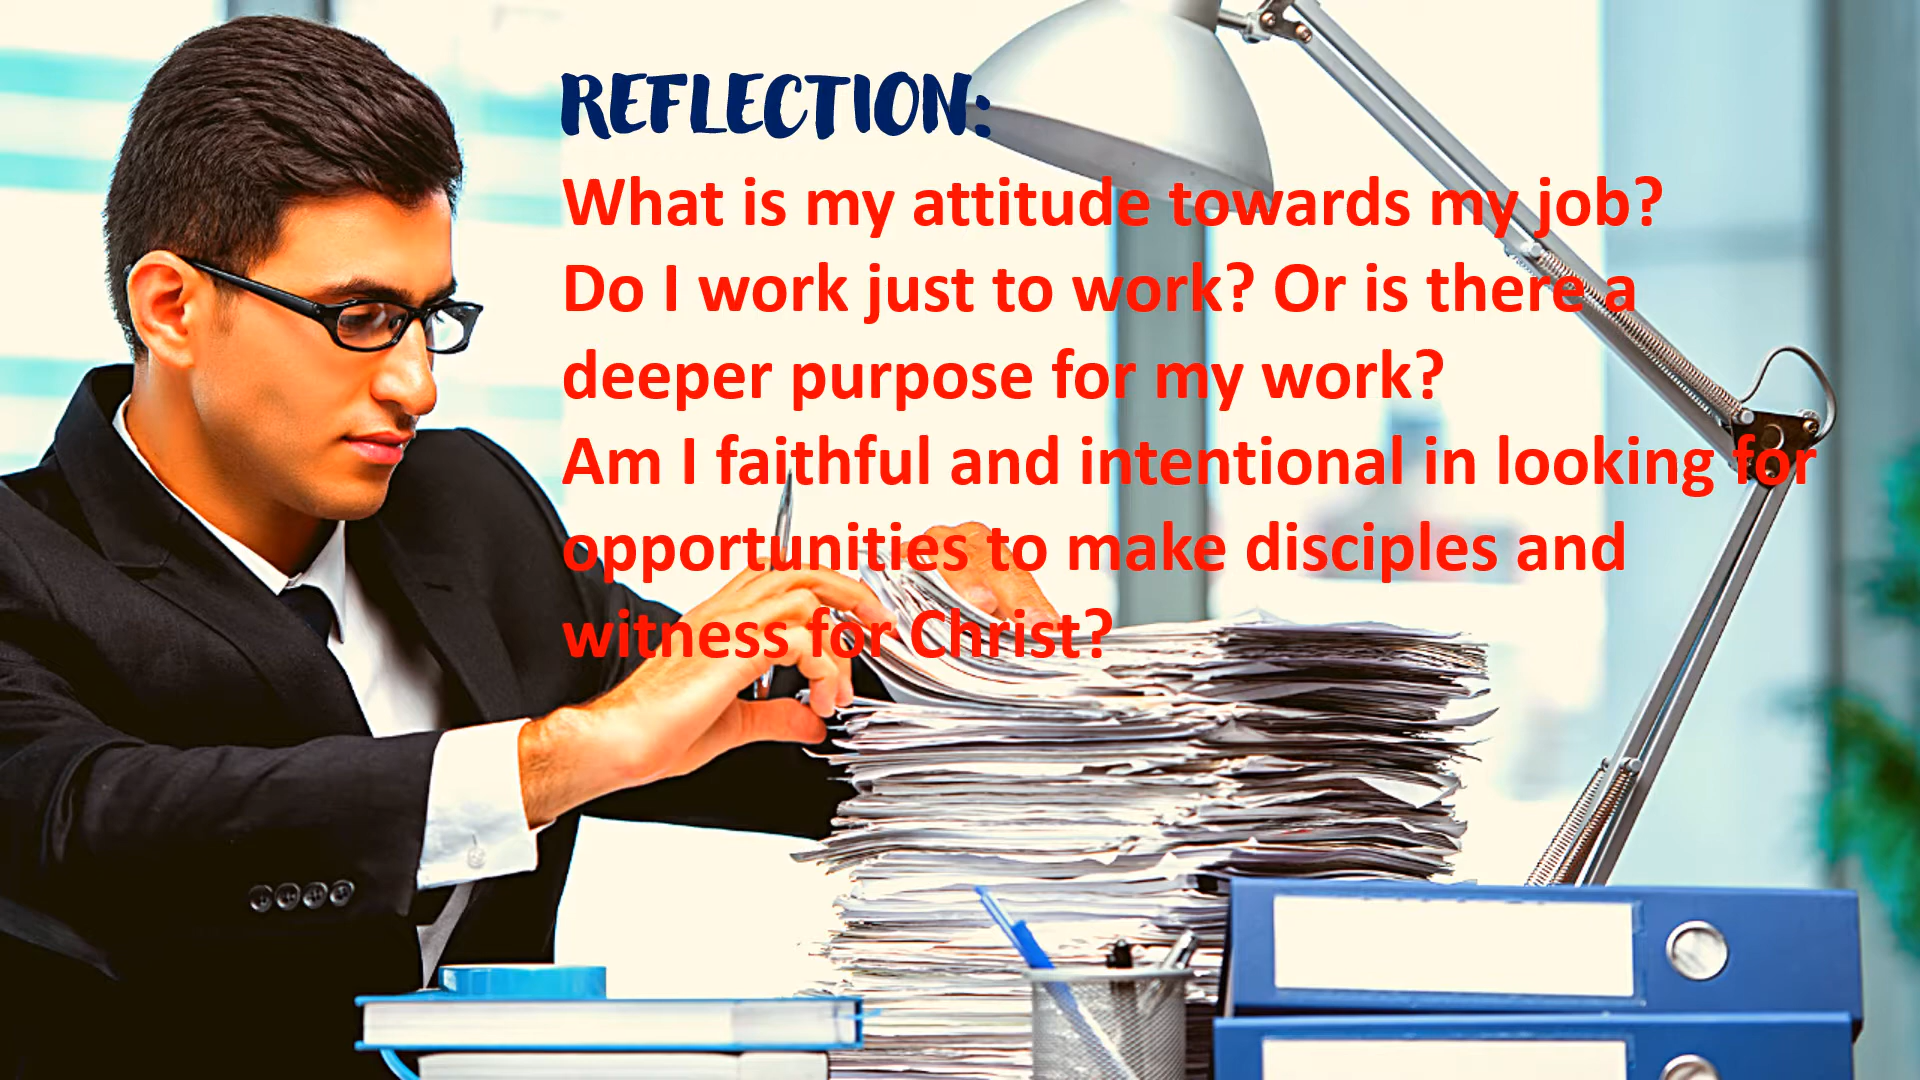 REFLECTION:
What is my attitude towards my job?
Do I work just to work? Or is there a
deeper purpose for my work?
Am I faithful and intentional in looking for
opportunities to make disciples and
witness for Christ?